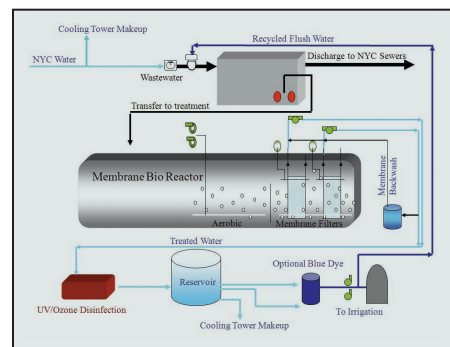 Cooling Tower Makeup
Recycled Flush Water
NYC Water
Discharge to NYC Sewers
Wastewater
Transfer to treatment
Membrane Bio Reactor
Membrane
Backwash
Aerobic
Membrane Filters
Treated Water
Optional Blue Dye
Reservoir
UV/Ozone Disinfection
To Irrigation
Cooling Tower Makeup